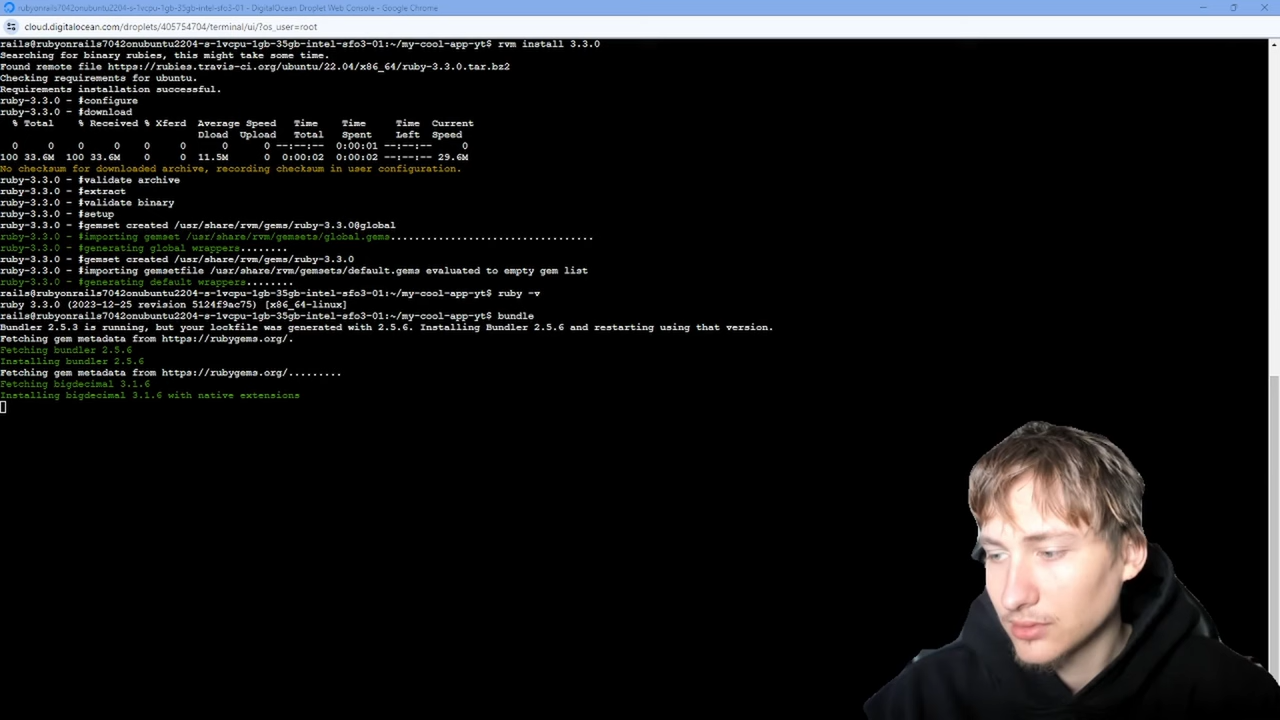 rubyonrails7042onubuntu2204-s-1vcpu-1gb-35gb-intel-sfo3-01 - DigitalOcean Droplet Web Console - Google Chrome
cloud.digitalocean.com/droplets/405754704/terminal/ui/?os_user=root
rails@rubyonrails7042onubuntu2204-s-1vcpu-1gb-35gb-intel-sfo3-01:~/my-cool-app-yt$ rvm install 3.3.0
Searching for binary rubies, this might take some time.
Found remote file https://rubies.travis-ci.org/ubuntu/22.04/x86_64/ruby-3.3.0.tar.bz2
Checking requirements for ubuntu.
Requirements installation successful.
ruby-3.3.0 - #configure
ruby-3.3.0 - #download
% Total % Received % Xferd Average Speed Time Time Time Current
Dload Upload Total Spent Left Speed
0 0 0 0 0 0 0 0 --:--:-- 0:00:01 --:--:-- 0
100 33.6M 100 33.6M 0 0 11.5M 0 0:00:02 0:00:02 --:--:-- 29.6M
No checksum for downloaded archive, recording checksum in user configuration.
ruby-3.3.0 - #validate archive
ruby-3.3.0 - #extract
ruby-3.3.0 - #validate binary
ruby-3.3.0 - #setup
ruby-3.3.0 - #gemset created /usr/share/rvm/gems/ruby-3.3.0@global
ruby-3.3.0 - #importing gemset /usr/share/rvm/gemsets/global.gems..................................
ruby-3.3.0 - #generating global wrappers........
ruby-3.3.0 - #gemset created /usr/share/rvm/gems/ruby-3.3.0
ruby-3.3.0 - #importing gemsetfile /usr/share/rvm/gemsets/default.gems evaluated to empty gem list
ruby-3.3.0 - #generating default wrappers........
rails@rubyonrails7042onubuntu2204-s-1vcpu-1gb-35gb-intel-sfo3-01:~/my-cool-app-yt$ ruby -v
ruby 3.3.0 (2023-12-25 revision 5124f9ac75) [x86_64-linux]
rails@rubyonrails7042onubuntu2204-s-1vcpu-1gb-35gb-intel-sfo3-01:~/my-cool-app-yt$ bundle
Bundler 2.5.3 is running, but your lockfile was generated with 2.5.6. Installing Bundler 2.5.6 and restarting using that version.
Fetching gem metadata from https://rubygems.org/.
Fetching bundler 2.5.6
Installing bundler 2.5.6
Fetching gem metadata from https://rubygems.org/.........
Fetching bigdecimal 3.1.6
Installing bigdecimal 3.1.6 with native extensions